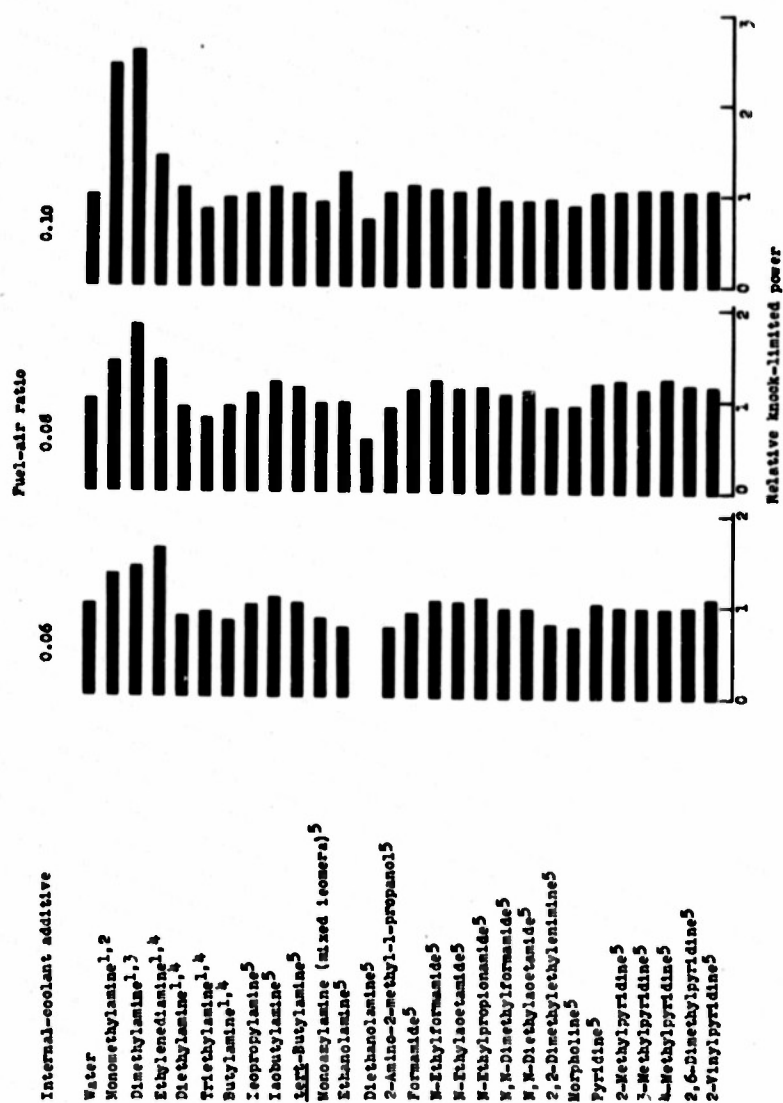 Internal-coolant additive
Fuel-air ratio
0.06
0.08
0.10
Water
Monomethylamine1,2
Dimethylamine1,3
Ethylenediamine1,4
Diethylamine1,4
Triethylamine1,4
Butylamine1,4
Isopropylamine5
Isobutylamine5
tert-Butylamine5
Monoamylamine (mixed isomers)5
Ethanolamine5
Diethanolamine5
2-Amino-2-methyl-1-propanol5
Formamide5
N-Ethylformamide5
N-Ethylacetamide5
N-Ethylpropionamide5
N,N-Dimethylformamide5
N,N-Diethylacetamide5
2,2-Dimethylethylenimine5
Morpholine5
Pyridine5
2-Methylpyridine5
3-Methylpyridine5
4-Methylpyridine5
2,6-Dimethylpyridine5
2-Vinylpyridine5
0 1 2
0 1 2
0 1 2 3
Relative knock-limited power